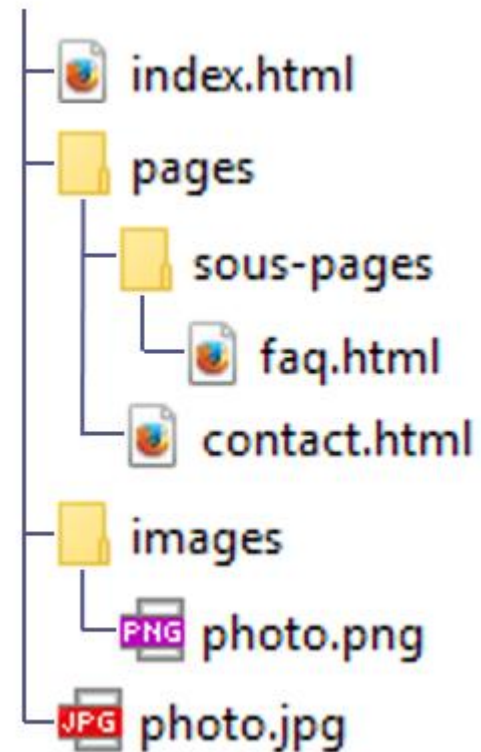 index.html
pages
sous-pages
faq.html
contact.html
images
PNG photo.png
JPG photo.jpg